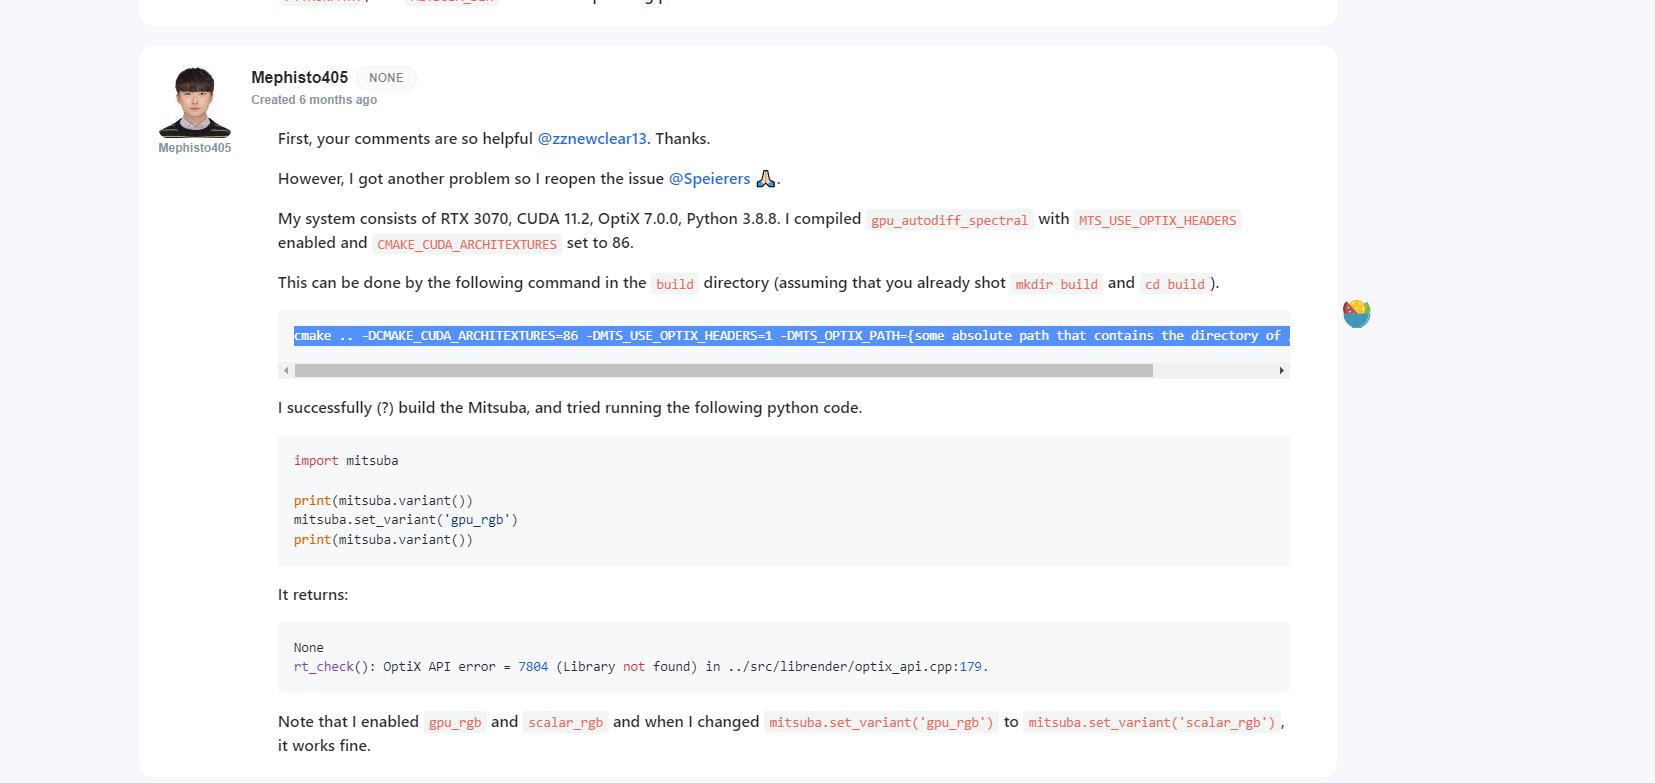 Mephisto405 NONE
Created 6 months ago
Mephisto405
First, your comments are so helpful @zznewclear13. Thanks.
However, I got another problem so I reopen the issue @Speierers 🙏🏻.
My system consists of RTX 3070, CUDA 11.2, OptiX 7.0.0, Python 3.8.8. I compiled gpu_autodiff_spectral with MTS_USE_OPTIX_HEADERS
enabled and CMAKE_CUDA_ARCHITEXTURES set to 86.
This can be done by the following command in the build directory (assuming that you already shot mkdir build and cd build ).
cmake .. -DCMAKE_CUDA_ARCHITEXTURES=86 -DMTS_USE_OPTIX_HEADERS=1 -DMTS_OPTIX_PATH={some absolute path that contains the directory of
I successfully (?) build the Mitsuba, and tried running the following python code.
import mitsuba
print(mitsuba.variant())
mitsuba.set_variant('gpu_rgb')
print(mitsuba.variant())
It returns:
None
rt_check(): OptiX API error = 7804 (Library not found) in ../src/librender/optix_api.cpp:179.
Note that I enabled gpu_rgb and scalar_rgb and when I changed mitsuba.set_variant('gpu_rgb') to mitsuba.set_variant('scalar_rgb') ,
it works fine.